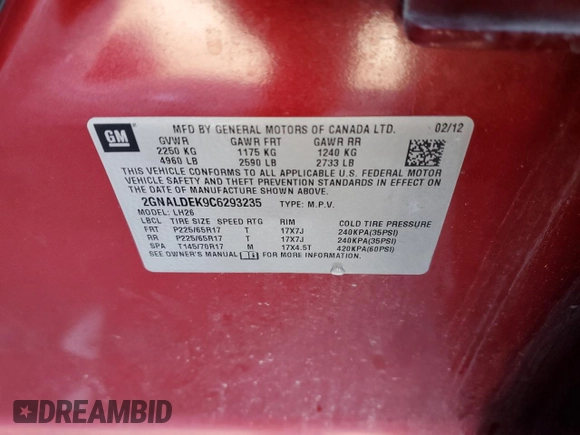 GM
MFD BY GENERAL MOTORS OF CANADA LTD. 02/12
GVWR GAWR FRT GAWR RR
2250 KG 1175 KG 1240 KG
4960 LB 2590 LB 2733 LB
THIS VEHICLE CONFORMS TO ALL APPLICABLE U.S. FEDERAL MOTOR
VEHICLE SAFETY AND THEFT PREVENTION STANDARDS IN EFFECT ON
THE DATE OF MANUFACTURE SHOWN ABOVE.
2GNALDEK9C6293235 TYPE: M.P.V.
MODEL: LH26
LBCL TIRE SIZE SPEED RTG RIM COLD TIRE PRESSURE
FRT P225/65R17 T 17X7J 240KPA(35PSI)
RR P225/65R17 T 17X7J 240KPA(35PSI)
SPA T145/70R17 M 17X4.5T 420KPA(60PSI)
SEE OWNER'S MANUAL FOR MORE INFORMATION.
DREAMBID